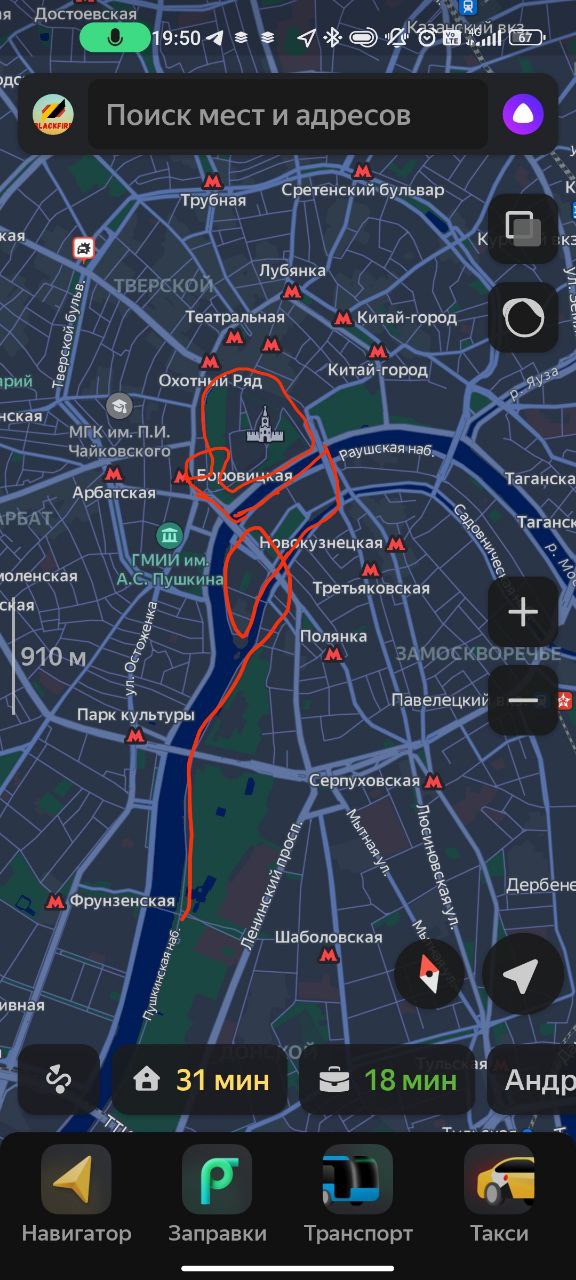 Достоевская
Казанский вкз.
19:50
67
Поиск мест и адресов
BLACKFIRE
Трубная
Сретенский бульвар
Лубянка
ТВЕРСКОЙ
Театральная
Китай-город
Тверской бульв.
Охотный Ряд
Китай-город
р. Яуза
МГК им. П.И.
Чайковского
Раушская наб.
Боровицкая
Арбатская
Таганск
АРБАТ
Садовническая
Новокузнецкая
ГМИИ им.
А.С. Пушкина
Третьяковская
910 м
ул. Остоженка
Полянка
ЗАМОСКВОРЕЧЬЕ
Павелецкий в
Парк культуры
Серпуховская
Мытная ул.
Люсиновская ул.
Ленинский просп.
Дербене
Фрунзенская
Шаболовская
Пушкинская наб.
ДОНСКОЙ
Тульская
31 мин
18 мин
Андр
ТТК
Тульская
Навигатор
Заправки
Транспорт
Такси